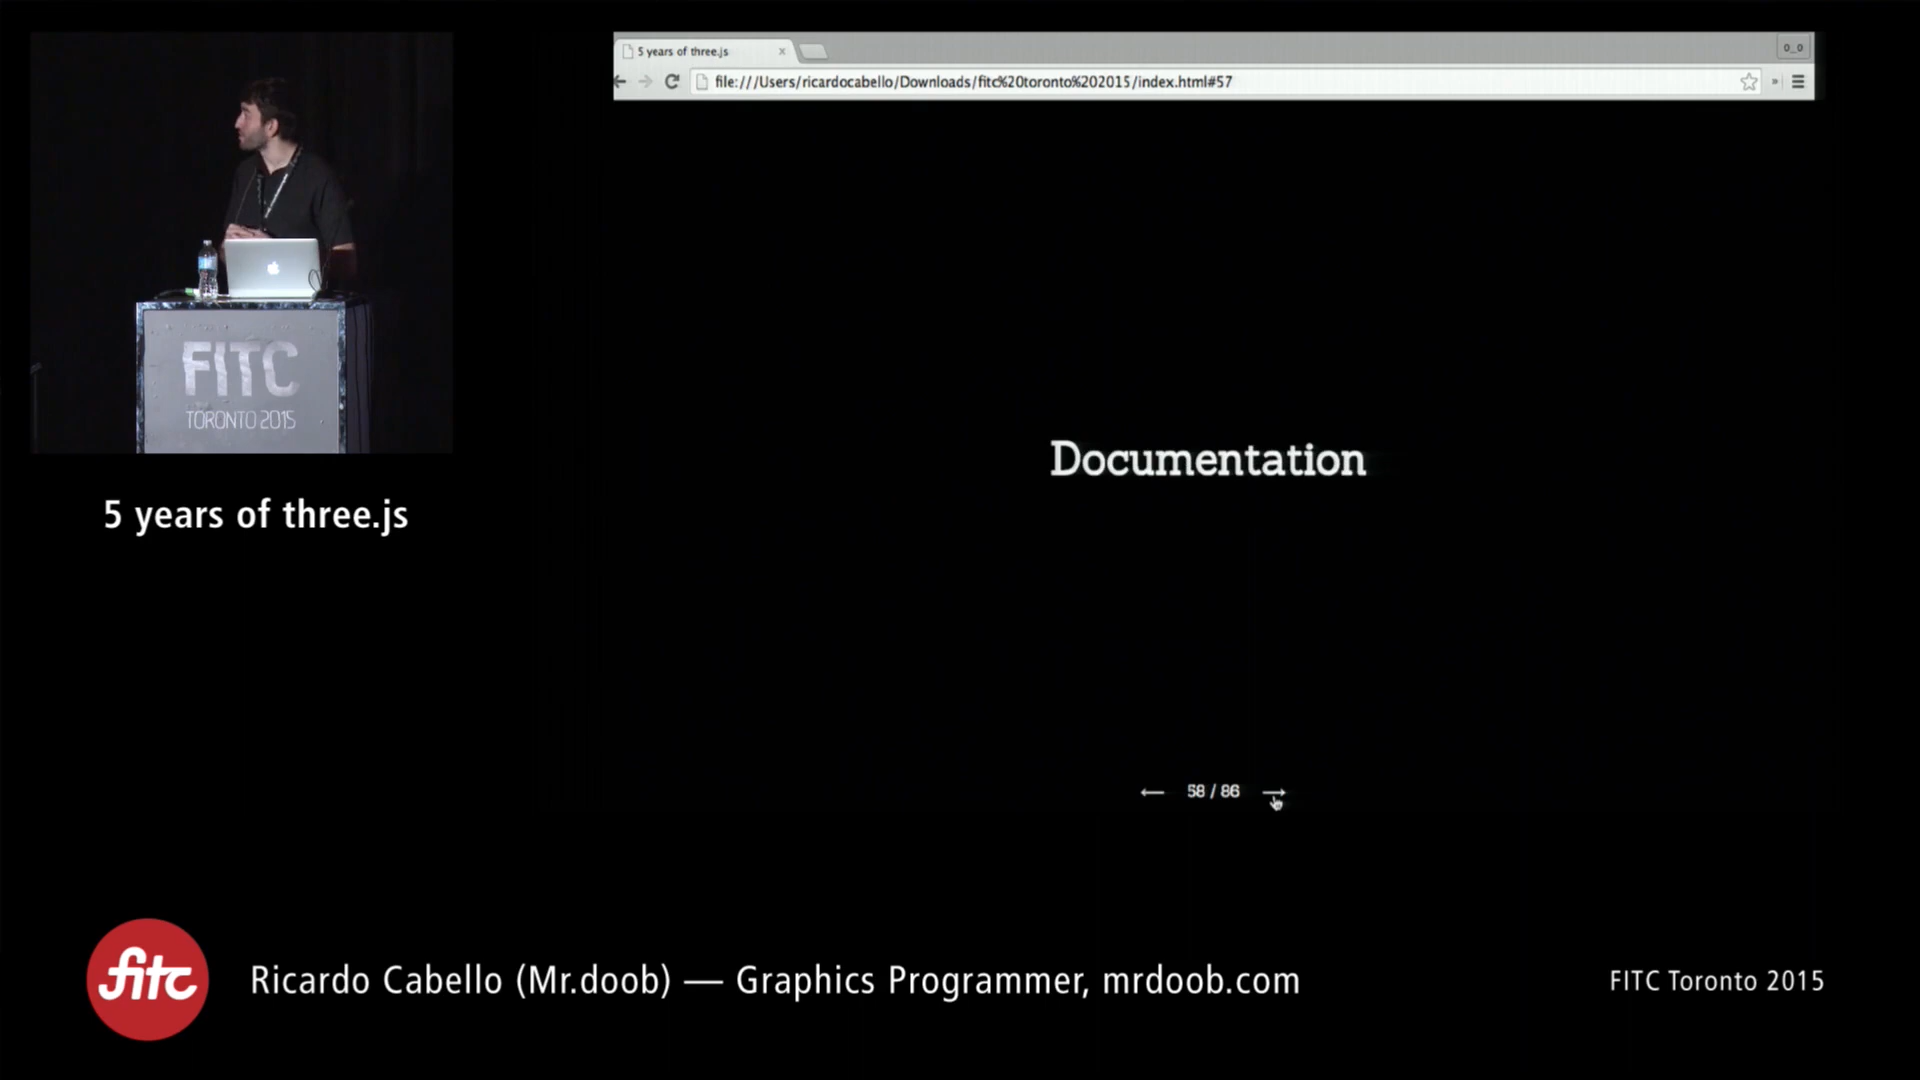 5 years of three.js
0_0
file:///Users/ricardocabello/Downloads/fitc%20toronto%202015/index.html#57
FITC
TORONTO 2015
Documentation
5 years of three.js
58 / 86
fitc
Ricardo Cabello (Mr.doob) — Graphics Programmer, mrdoob.com
FITC Toronto 2015